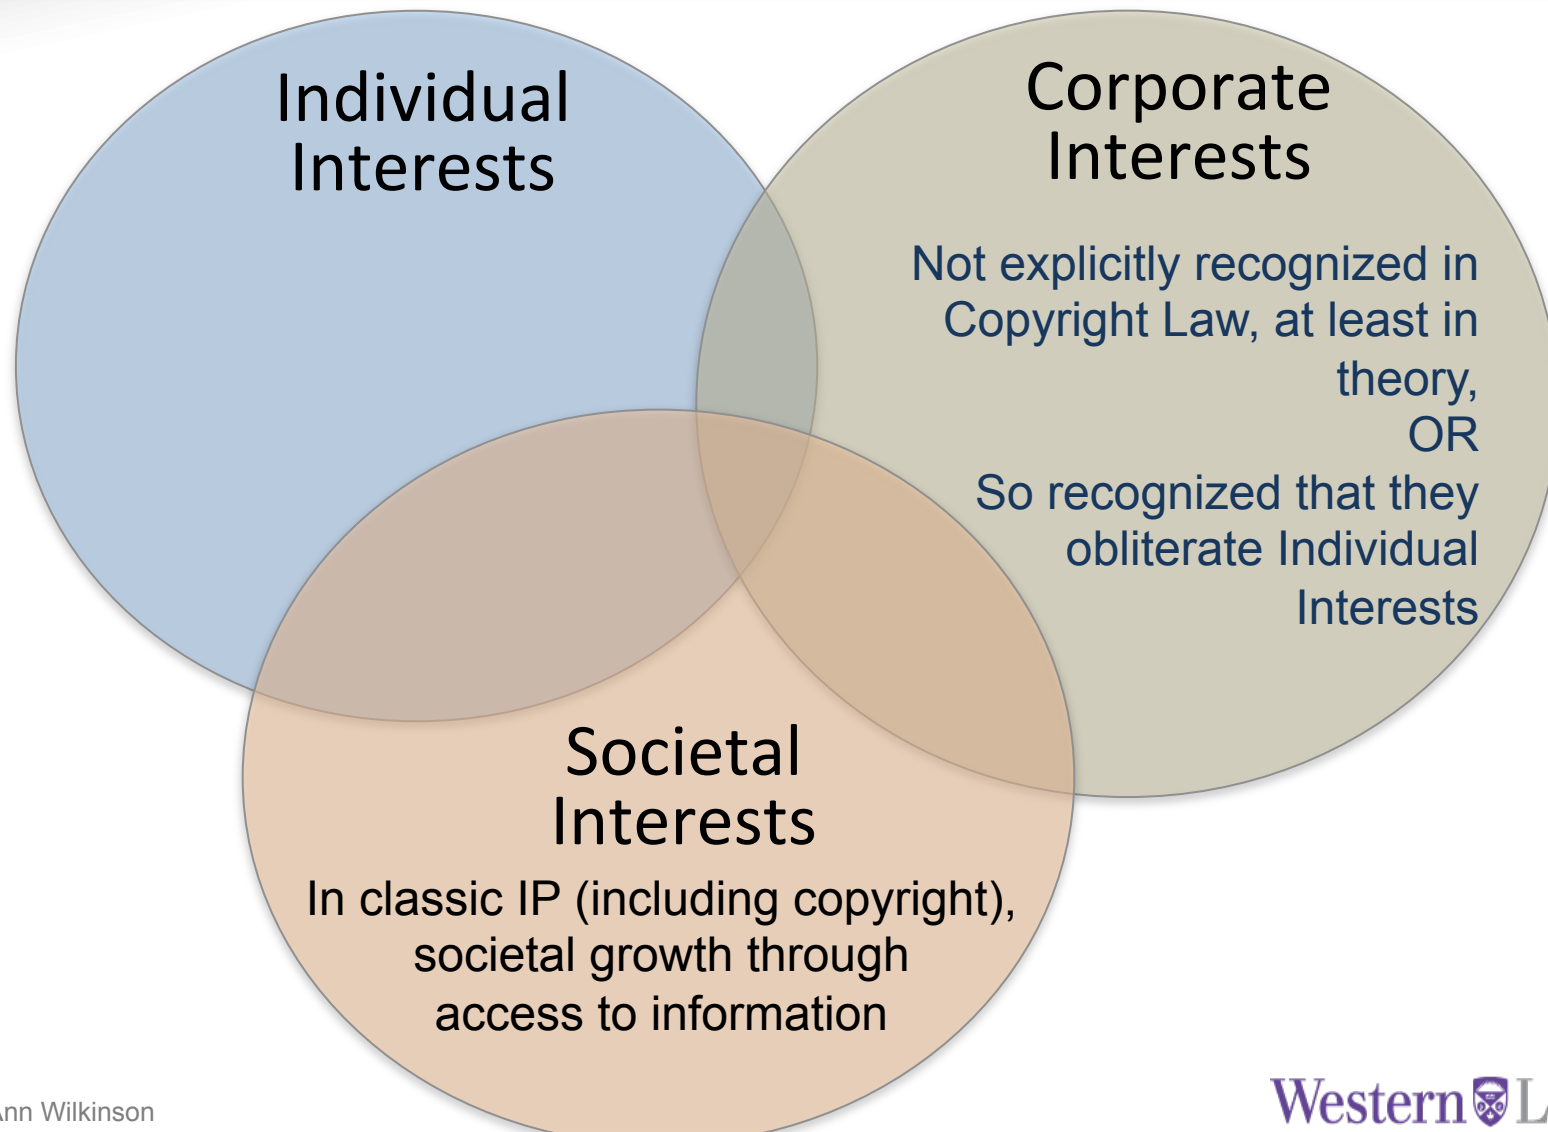 Individual
Interests
Corporate
Interests
Not explicitly recognized in
Copyright Law, at least in
theory,
OR
So recognized that they
obliterate Individual
Interests
Societal
Interests
In classic IP (including copyright),
societal growth through
access to information
nn Wilkinson
Western L